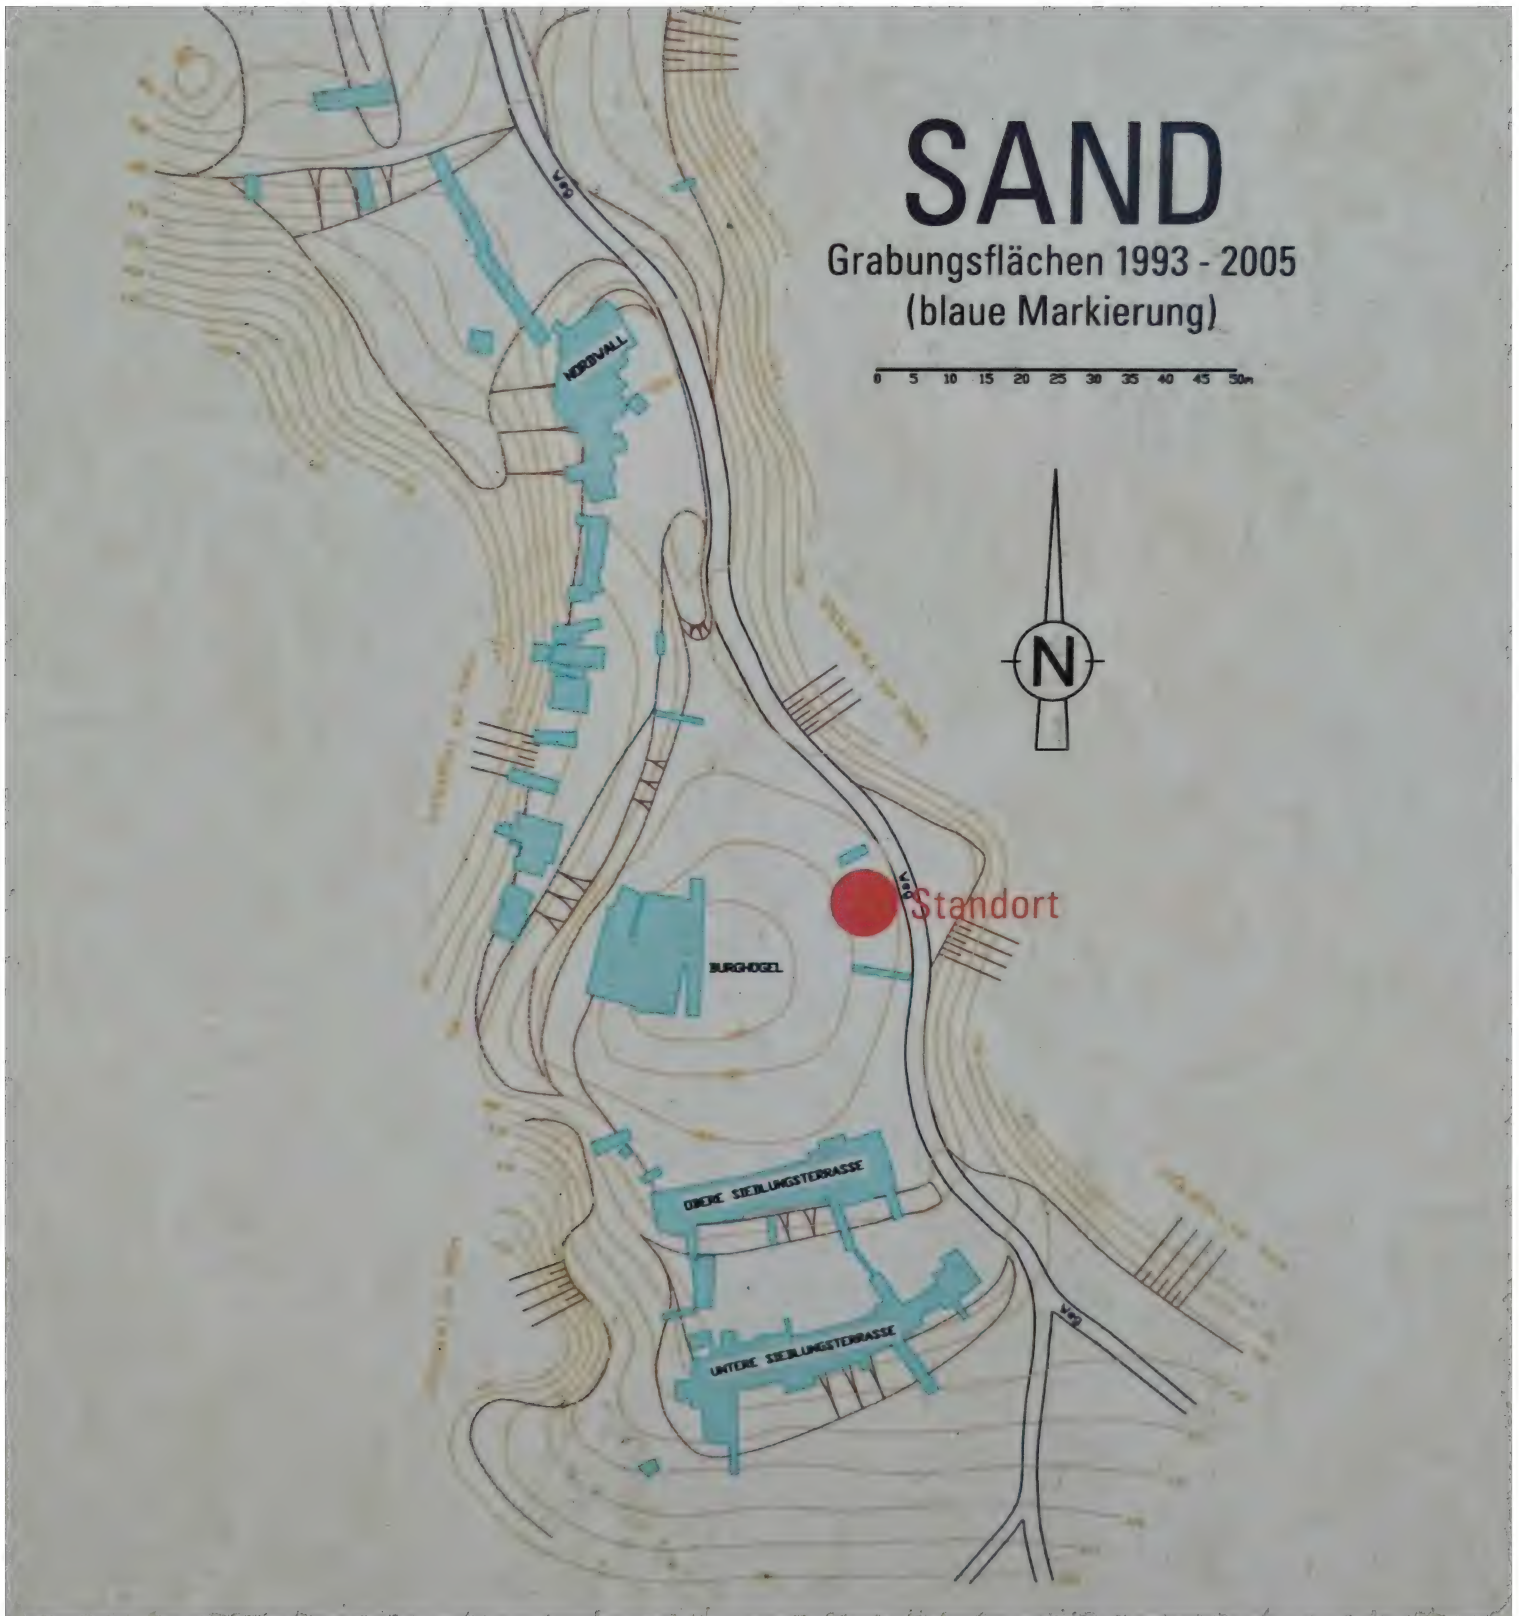 SAND
Grabungsflächen 1993 - 2005
(blaue Markierung)
0 5 10 15 20 25 30 35 40 45 50m
Weg
NORDWALL
N
Weg
Standort
BURGHÜGEL
OBERE SIEDLUNGSTERRASSE
Weg
UNTERE SIEDLUNGSTERRASSE